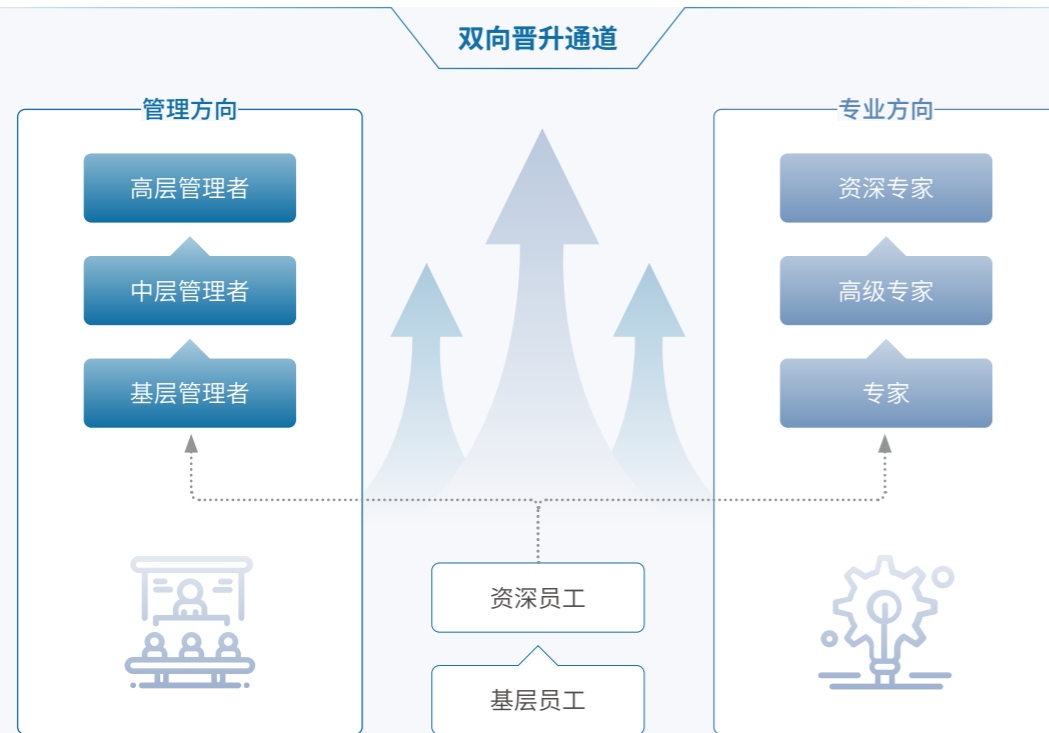 双向晋升通道
管理方向
高层管理者
中层管理者
基层管理者
专业方向
资深专家
高级专家
专家
资深员工
基层员工